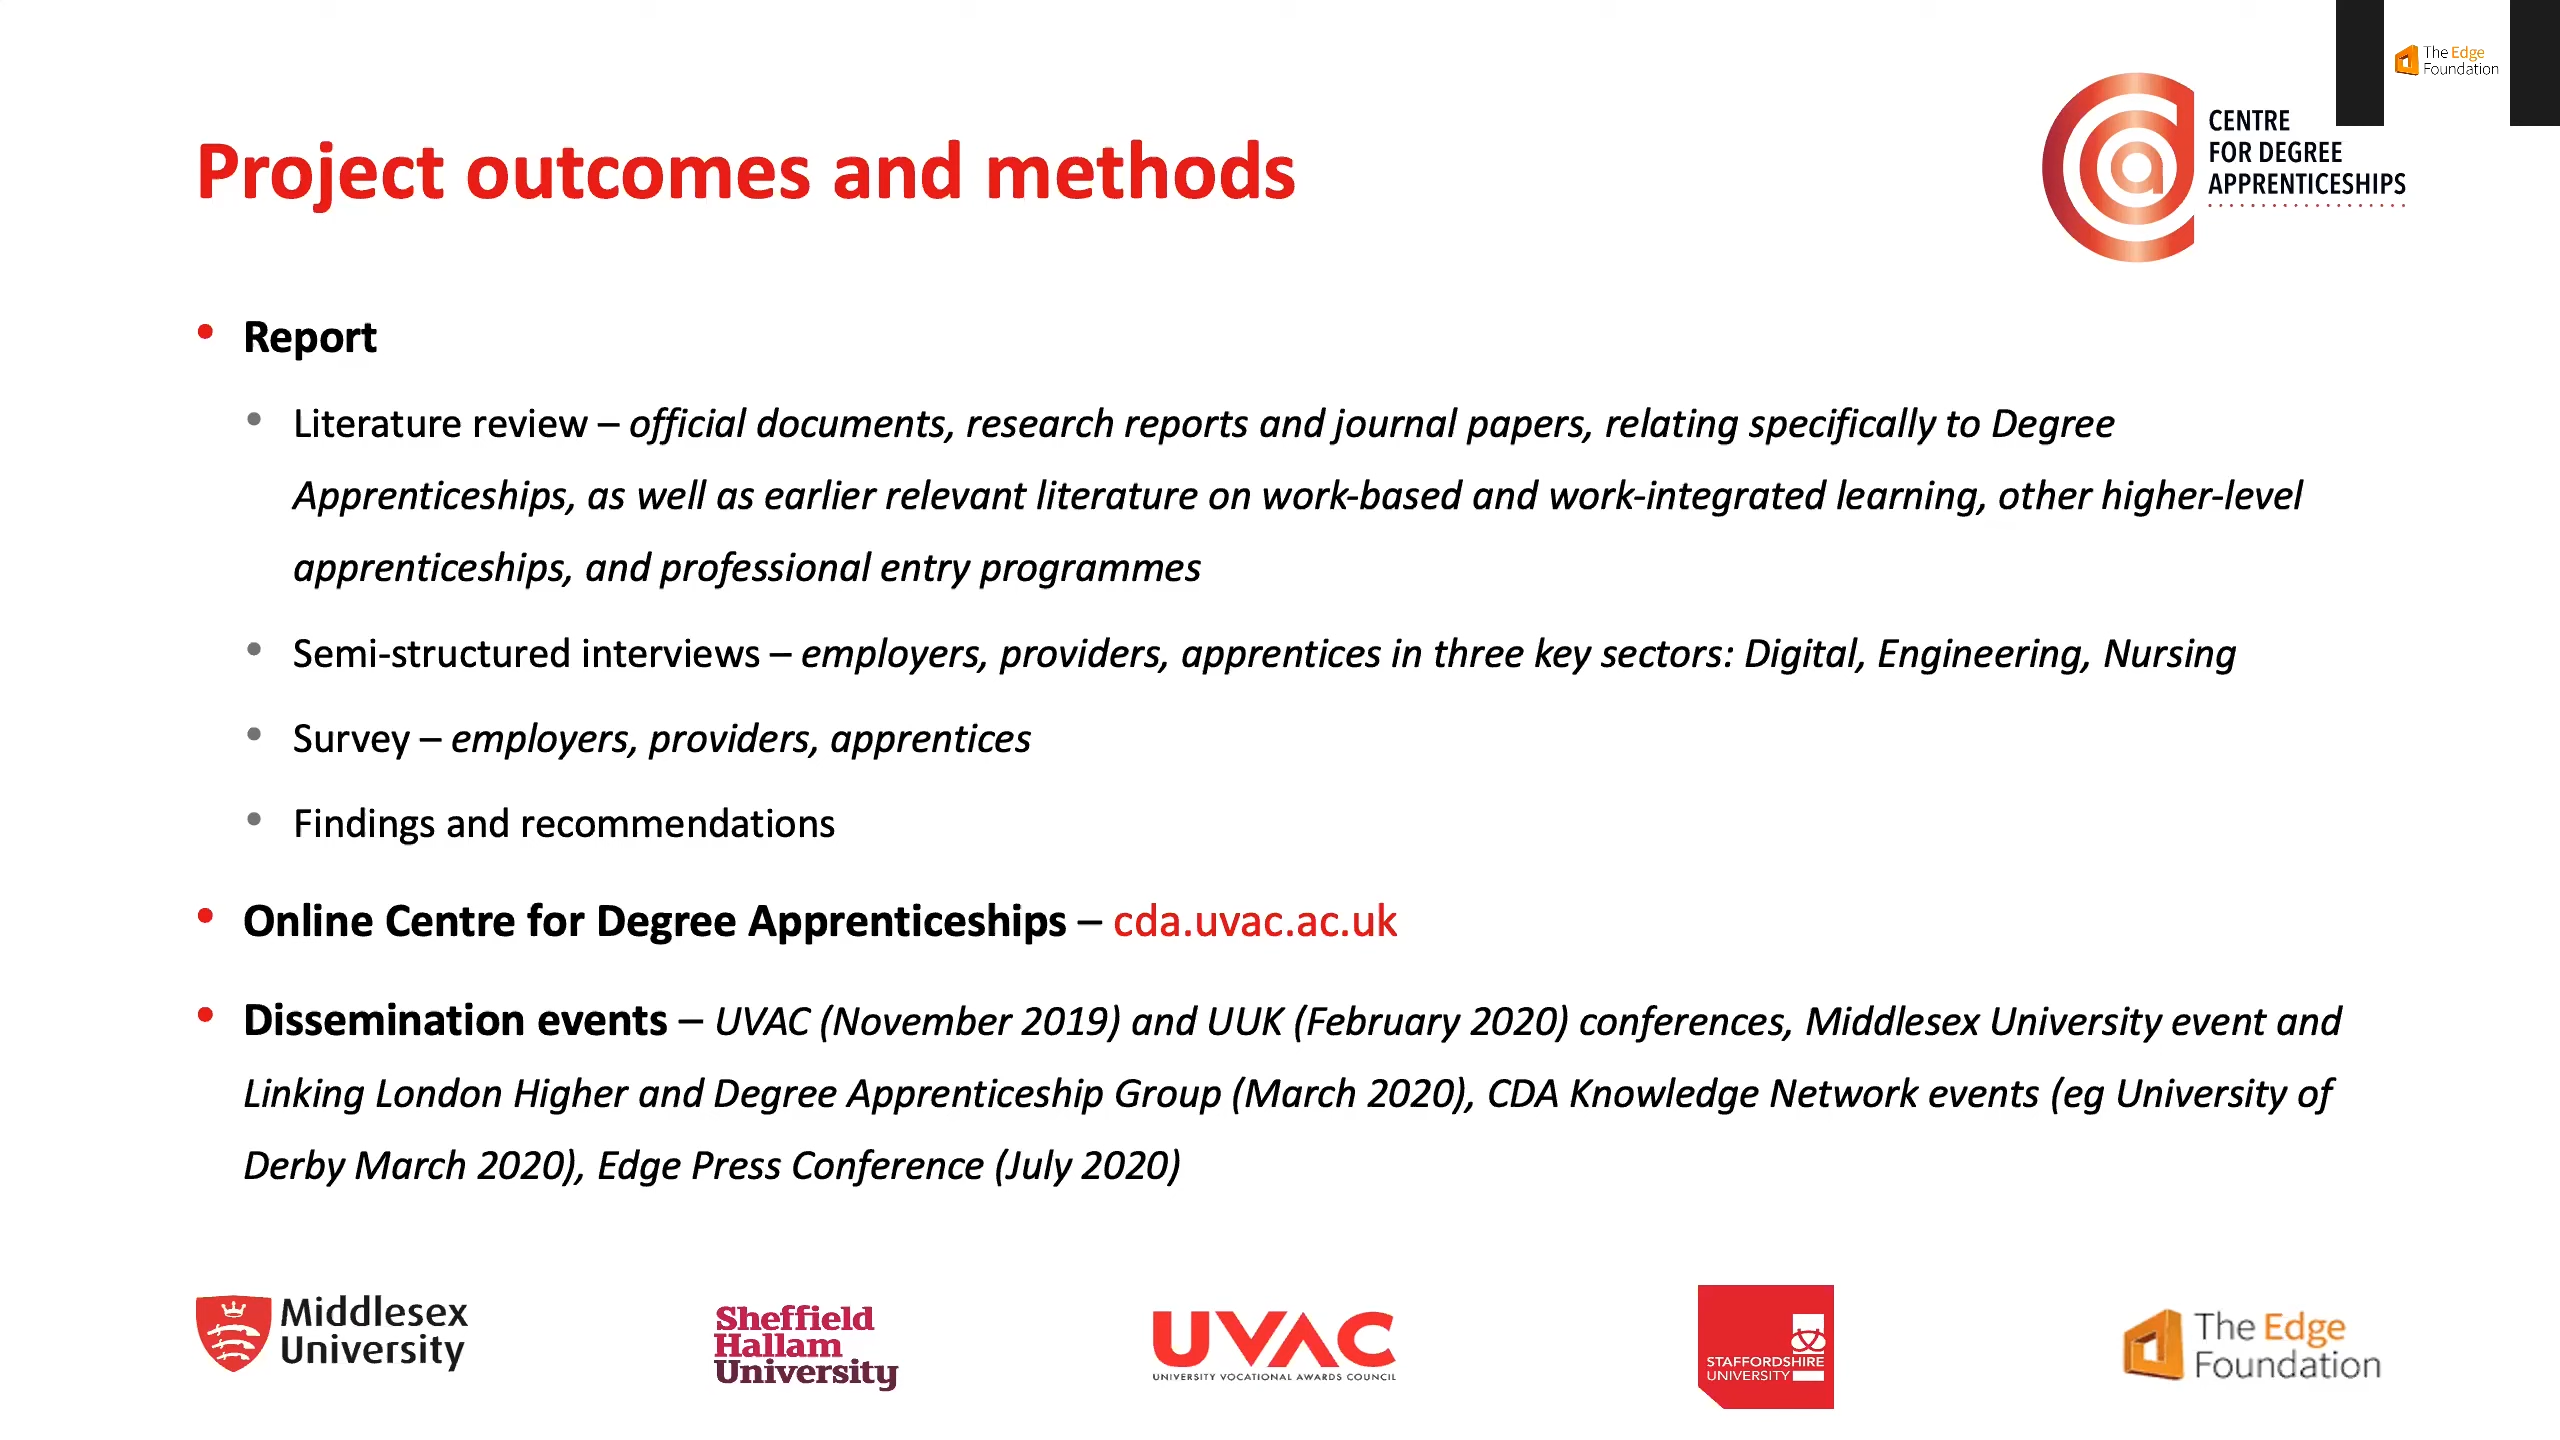 The Edge
Foundation
CENTRE
FOR DEGREE
APPRENTICESHIPS
Project outcomes and methods
• Report
• Literature review – official documents, research reports and journal papers, relating specifically to Degree
Apprenticeships, as well as earlier relevant literature on work-based and work-integrated learning, other higher-level
apprenticeships, and professional entry programmes
• Semi-structured interviews – employers, providers, apprentices in three key sectors: Digital, Engineering, Nursing
• Survey – employers, providers, apprentices
• Findings and recommendations
• Online Centre for Degree Apprenticeships – cda.uvac.ac.uk
• Dissemination events – UVAC (November 2019) and UUK (February 2020) conferences, Middlesex University event and
Linking London Higher and Degree Apprenticeship Group (March 2020), CDA Knowledge Network events (eg University of
Derby March 2020), Edge Press Conference (July 2020)
Middlesex
University
Sheffield
Hallam
University
UVAC
UNIVERSITY VOCATIONAL AWARDS COUNCIL
STAFFORDSHIRE
UNIVERSITY
The Edge
Foundation